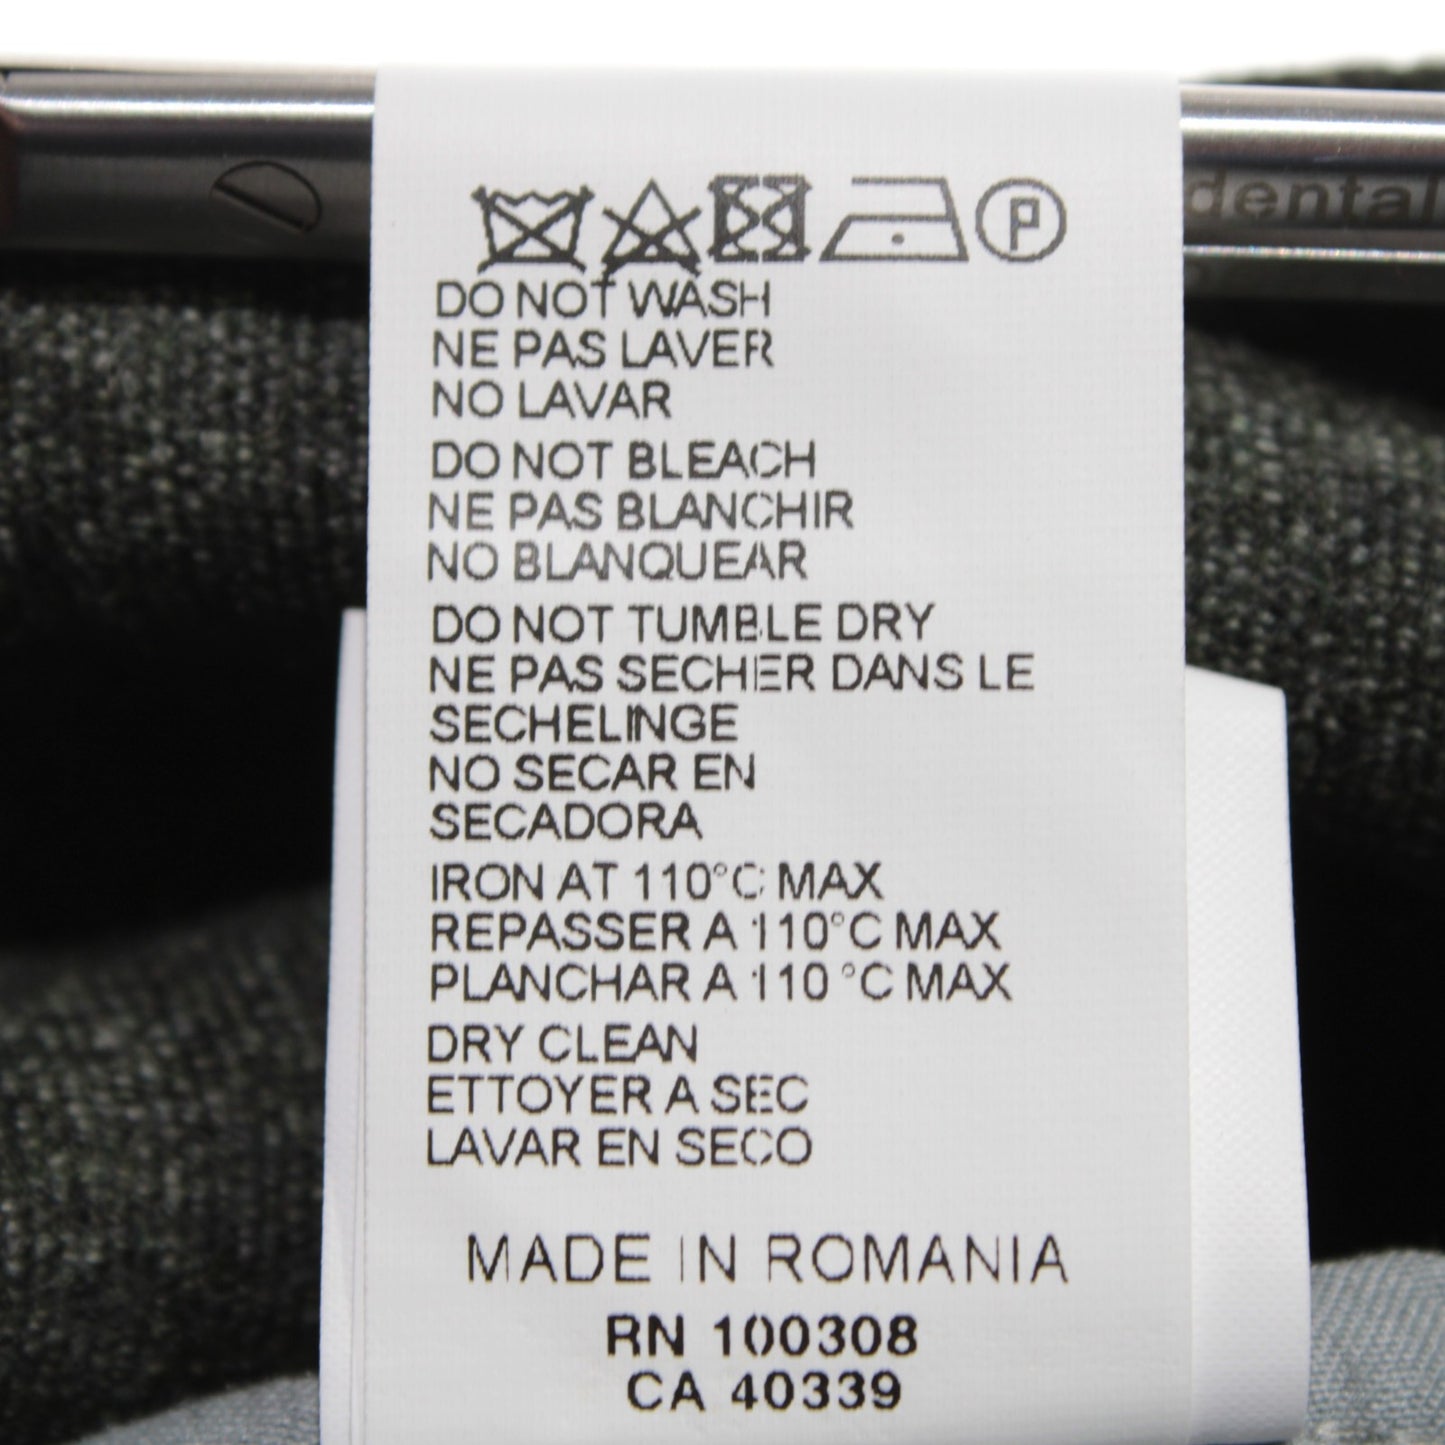 dental
P
DO NOT WASH
NE PAS LAVER
NO LAVAR
DO NOT BLEACH
NE PAS BLANCHIR
NO BLANQUEAR
DO NOT TUMBLE DRY
NE PAS SECHER DANS LE
SECHELINGE
NO SECAR EN
SECADORA
IRON AT 110°C MAX
REPASSER A 110°C MAX
PLANCHAR A 110 °C MAX
DRY CLEAN
ETTOYER A SEC
LAVAR EN SECO
MADE IN ROMANIA
RN 100308
CA 40339